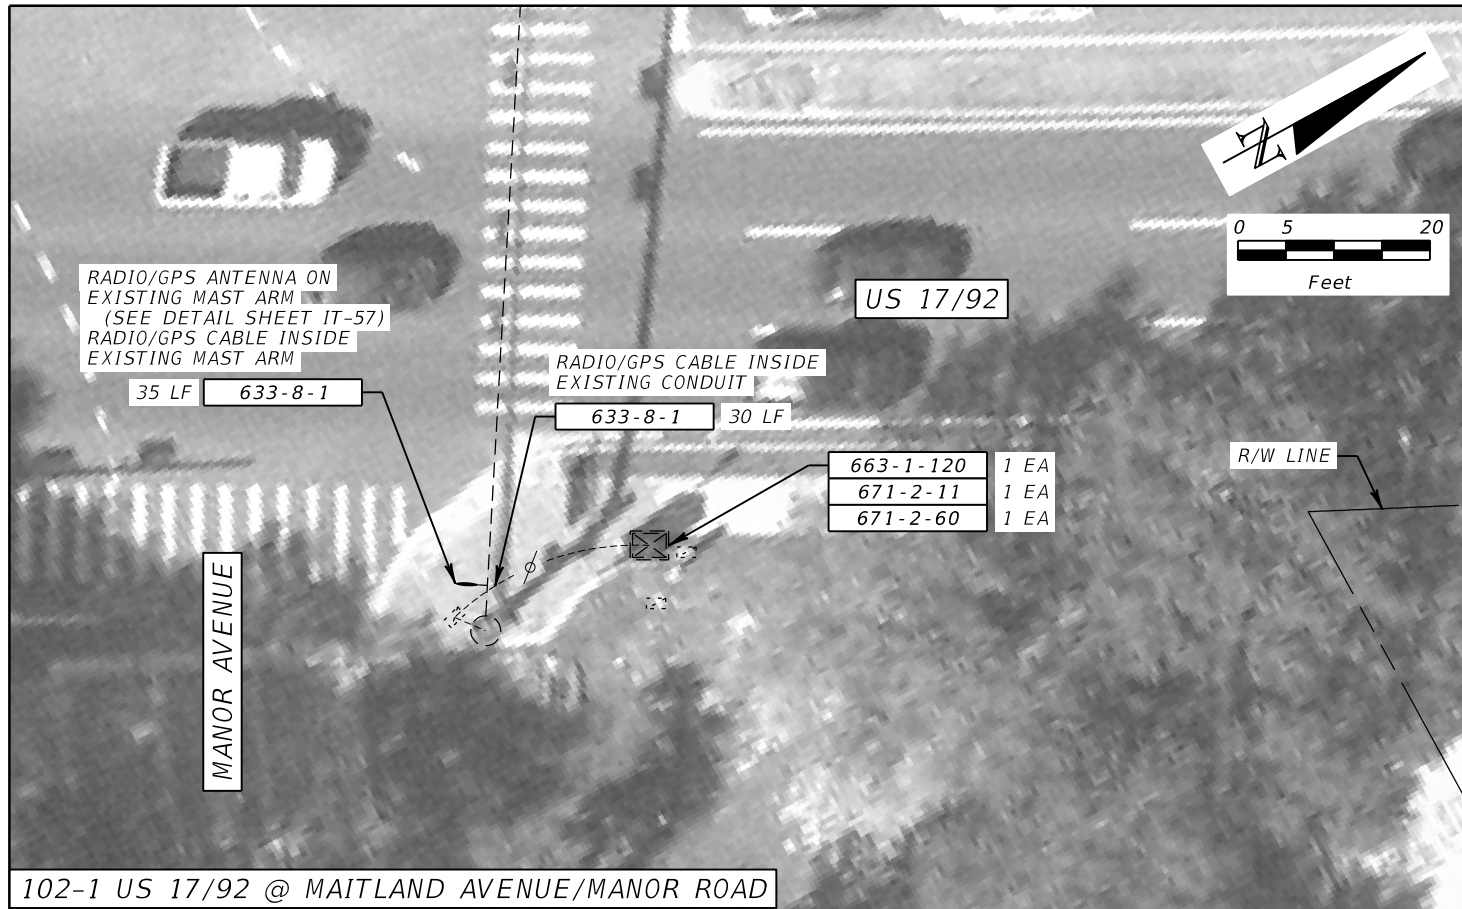 N
0 5 20
Feet
RADIO/GPS ANTENNA ON
EXISTING MAST ARM
(SEE DETAIL SHEET IT-57)
RADIO/GPS CABLE INSIDE
EXISTING MAST ARM
35 LF 633-8-1
US 17/92
RADIO/GPS CABLE INSIDE
EXISTING CONDUIT
633-8-1 30 LF
663-1-120 1 EA
671-2-11 1 EA
671-2-60 1 EA
R/W LINE
MANOR AVENUE
102-1 US 17/92 @ MAITLAND AVENUE/MANOR ROAD